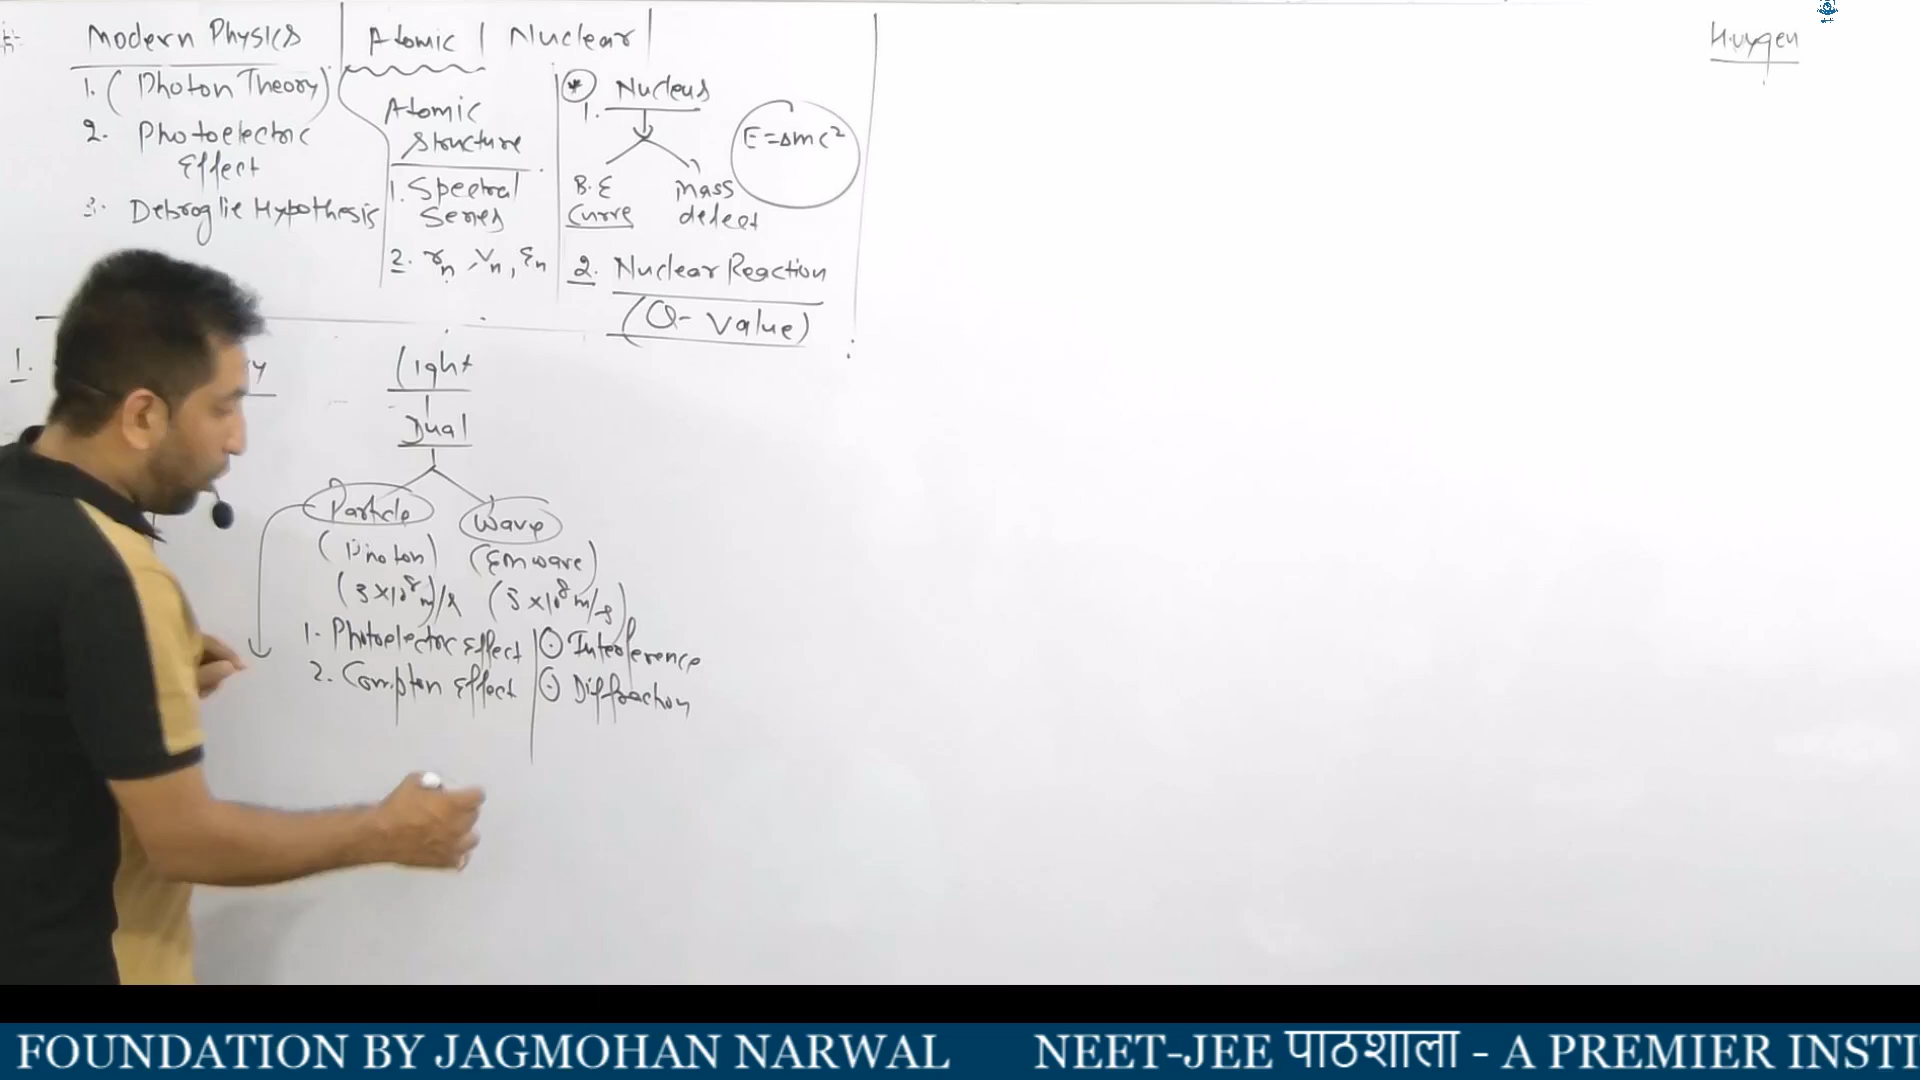 Modern Physics | Atomic | Nuclear |
1. (Photon Theory)
2. Photoelectric
Effect
3. Debroglie Hypothesis
Atomic
Structure
1. Spectral
Series
2. rn, Vn, En
* Nucleus
1.
B.E
Curve
mass
defect
E=Δmc²
2. Nuclear Reaction
(Q- Value)
Huygen
1.
y
Light
Dual
Particle
(Photon)
(3×10⁸m)/s
1. Photoelectric Effect
2. Compton Effect
Wave
(Em wave)
(3×10⁸m/s)
Interference
Diffraction
FOUNDATION BY JAGMOHAN NARWAL NEET-JEE पाठशाला - A PREMIER INSTI